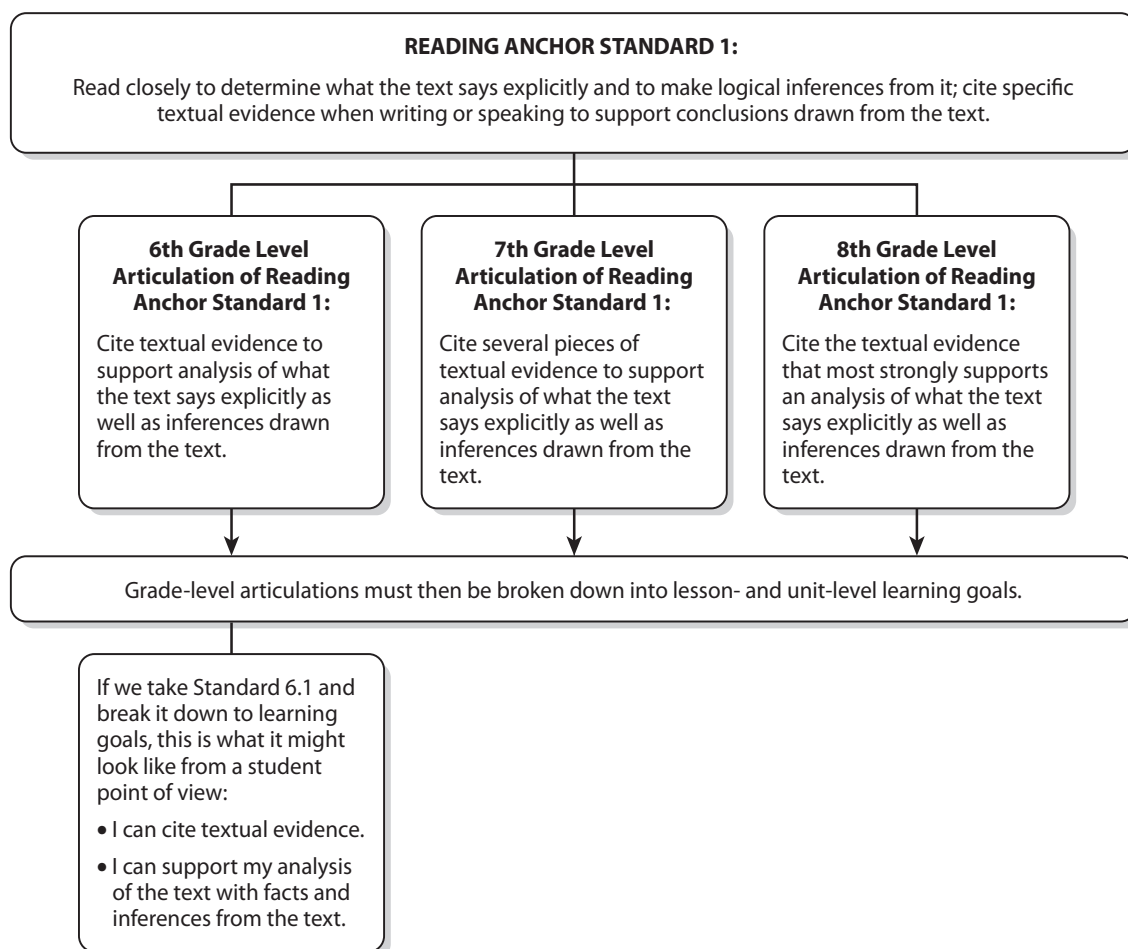 READING ANCHOR STANDARD 1:
Read closely to determine what the text says explicitly and to make logical inferences from it; cite specific
textual evidence when writing or speaking to support conclusions drawn from the text.
6th Grade Level
Articulation of Reading
Anchor Standard 1:
Cite textual evidence to
support analysis of what
the text says explicitly as
well as inferences drawn
from the text.
7th Grade Level
Articulation of Reading
Anchor Standard 1:
Cite several pieces of
textual evidence to support
analysis of what the text
says explicitly as well as
inferences drawn from the
text.
8th Grade Level
Articulation of Reading
Anchor Standard 1:
Cite the textual evidence
that most strongly supports
an analysis of what the text
says explicitly as well as
inferences drawn from the
text.
Grade-level articulations must then be broken down into lesson- and unit-level learning goals.
If we take Standard 6.1 and
break it down to learning
goals, this is what it might
look like from a student
point of view:
• I can cite textual evidence.
• I can support my analysis
of the text with facts and
inferences from the text.